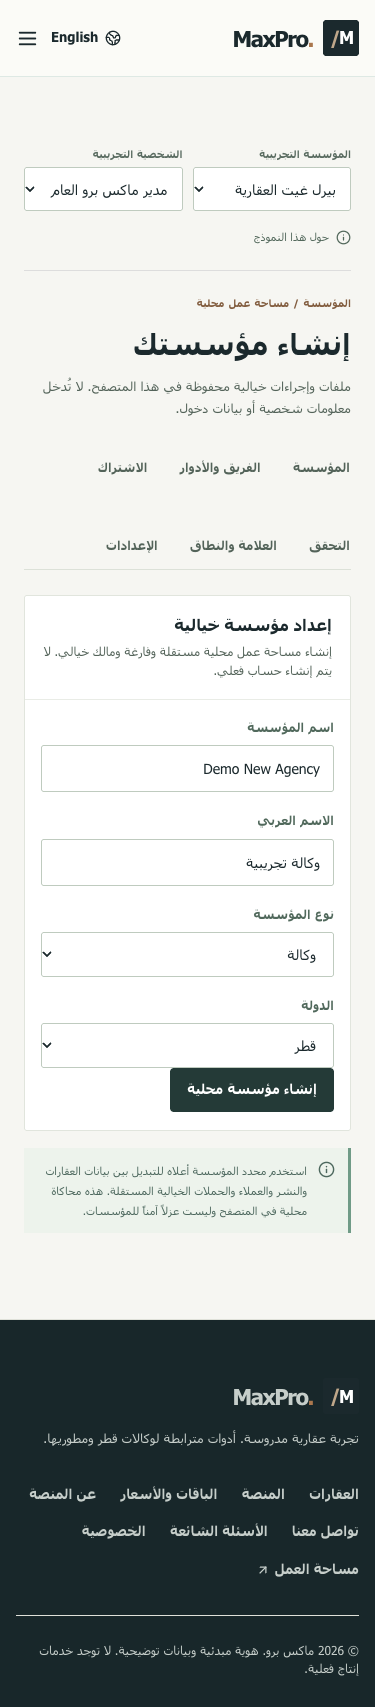 M/ MaxPro.
English
المؤسسة التجريبية
الشخصية التجريبية
بيرل غيت العقارية
مدير ماكس برو العام
حول هذا النموذج
المؤسسة / مساحة عمل محلية
إنشاء مؤسستك
ملفات وإجراءات خيالية محفوظة في هذا المتصفح. لا تُدخل
معلومات شخصية أو بيانات دخول.
المؤسسة الفريق والأدوار الاشتراك
التحقق العلامة والنطاق الإعدادات
إعداد مؤسسة خيالية
إنشاء مساحة عمل محلية مستقلة وفارغة ومالك خيالي. لا
يتم إنشاء حساب فعلي.
اسم المؤسسة
Demo New Agency
الاسم العربي
وكالة تجريبية
نوع المؤسسة
وكالة
الدولة
قطر
إنشاء مؤسسة محلية
استخدم محدد المؤسسة أعلاه للتبديل بين بيانات العقارات
والنشر والعملاء والحملات الخيالية المستقلة. هذه محاكاة
محلية في المتصفح وليست عزلاً آمناً للمؤسسات.
M/ MaxPro.
تجربة عقارية مدروسة. أدوات مترابطة لوكالات قطر ومطوريها.
العقارات المنصة الباقات والأسعار عن المنصة
تواصل معنا الأسئلة الشائعة الخصوصية
مساحة العمل ↗
© 2026 ماكس برو. هوية مبدئية وبيانات توضيحية. لا توجد خدمات
إنتاج فعلية.